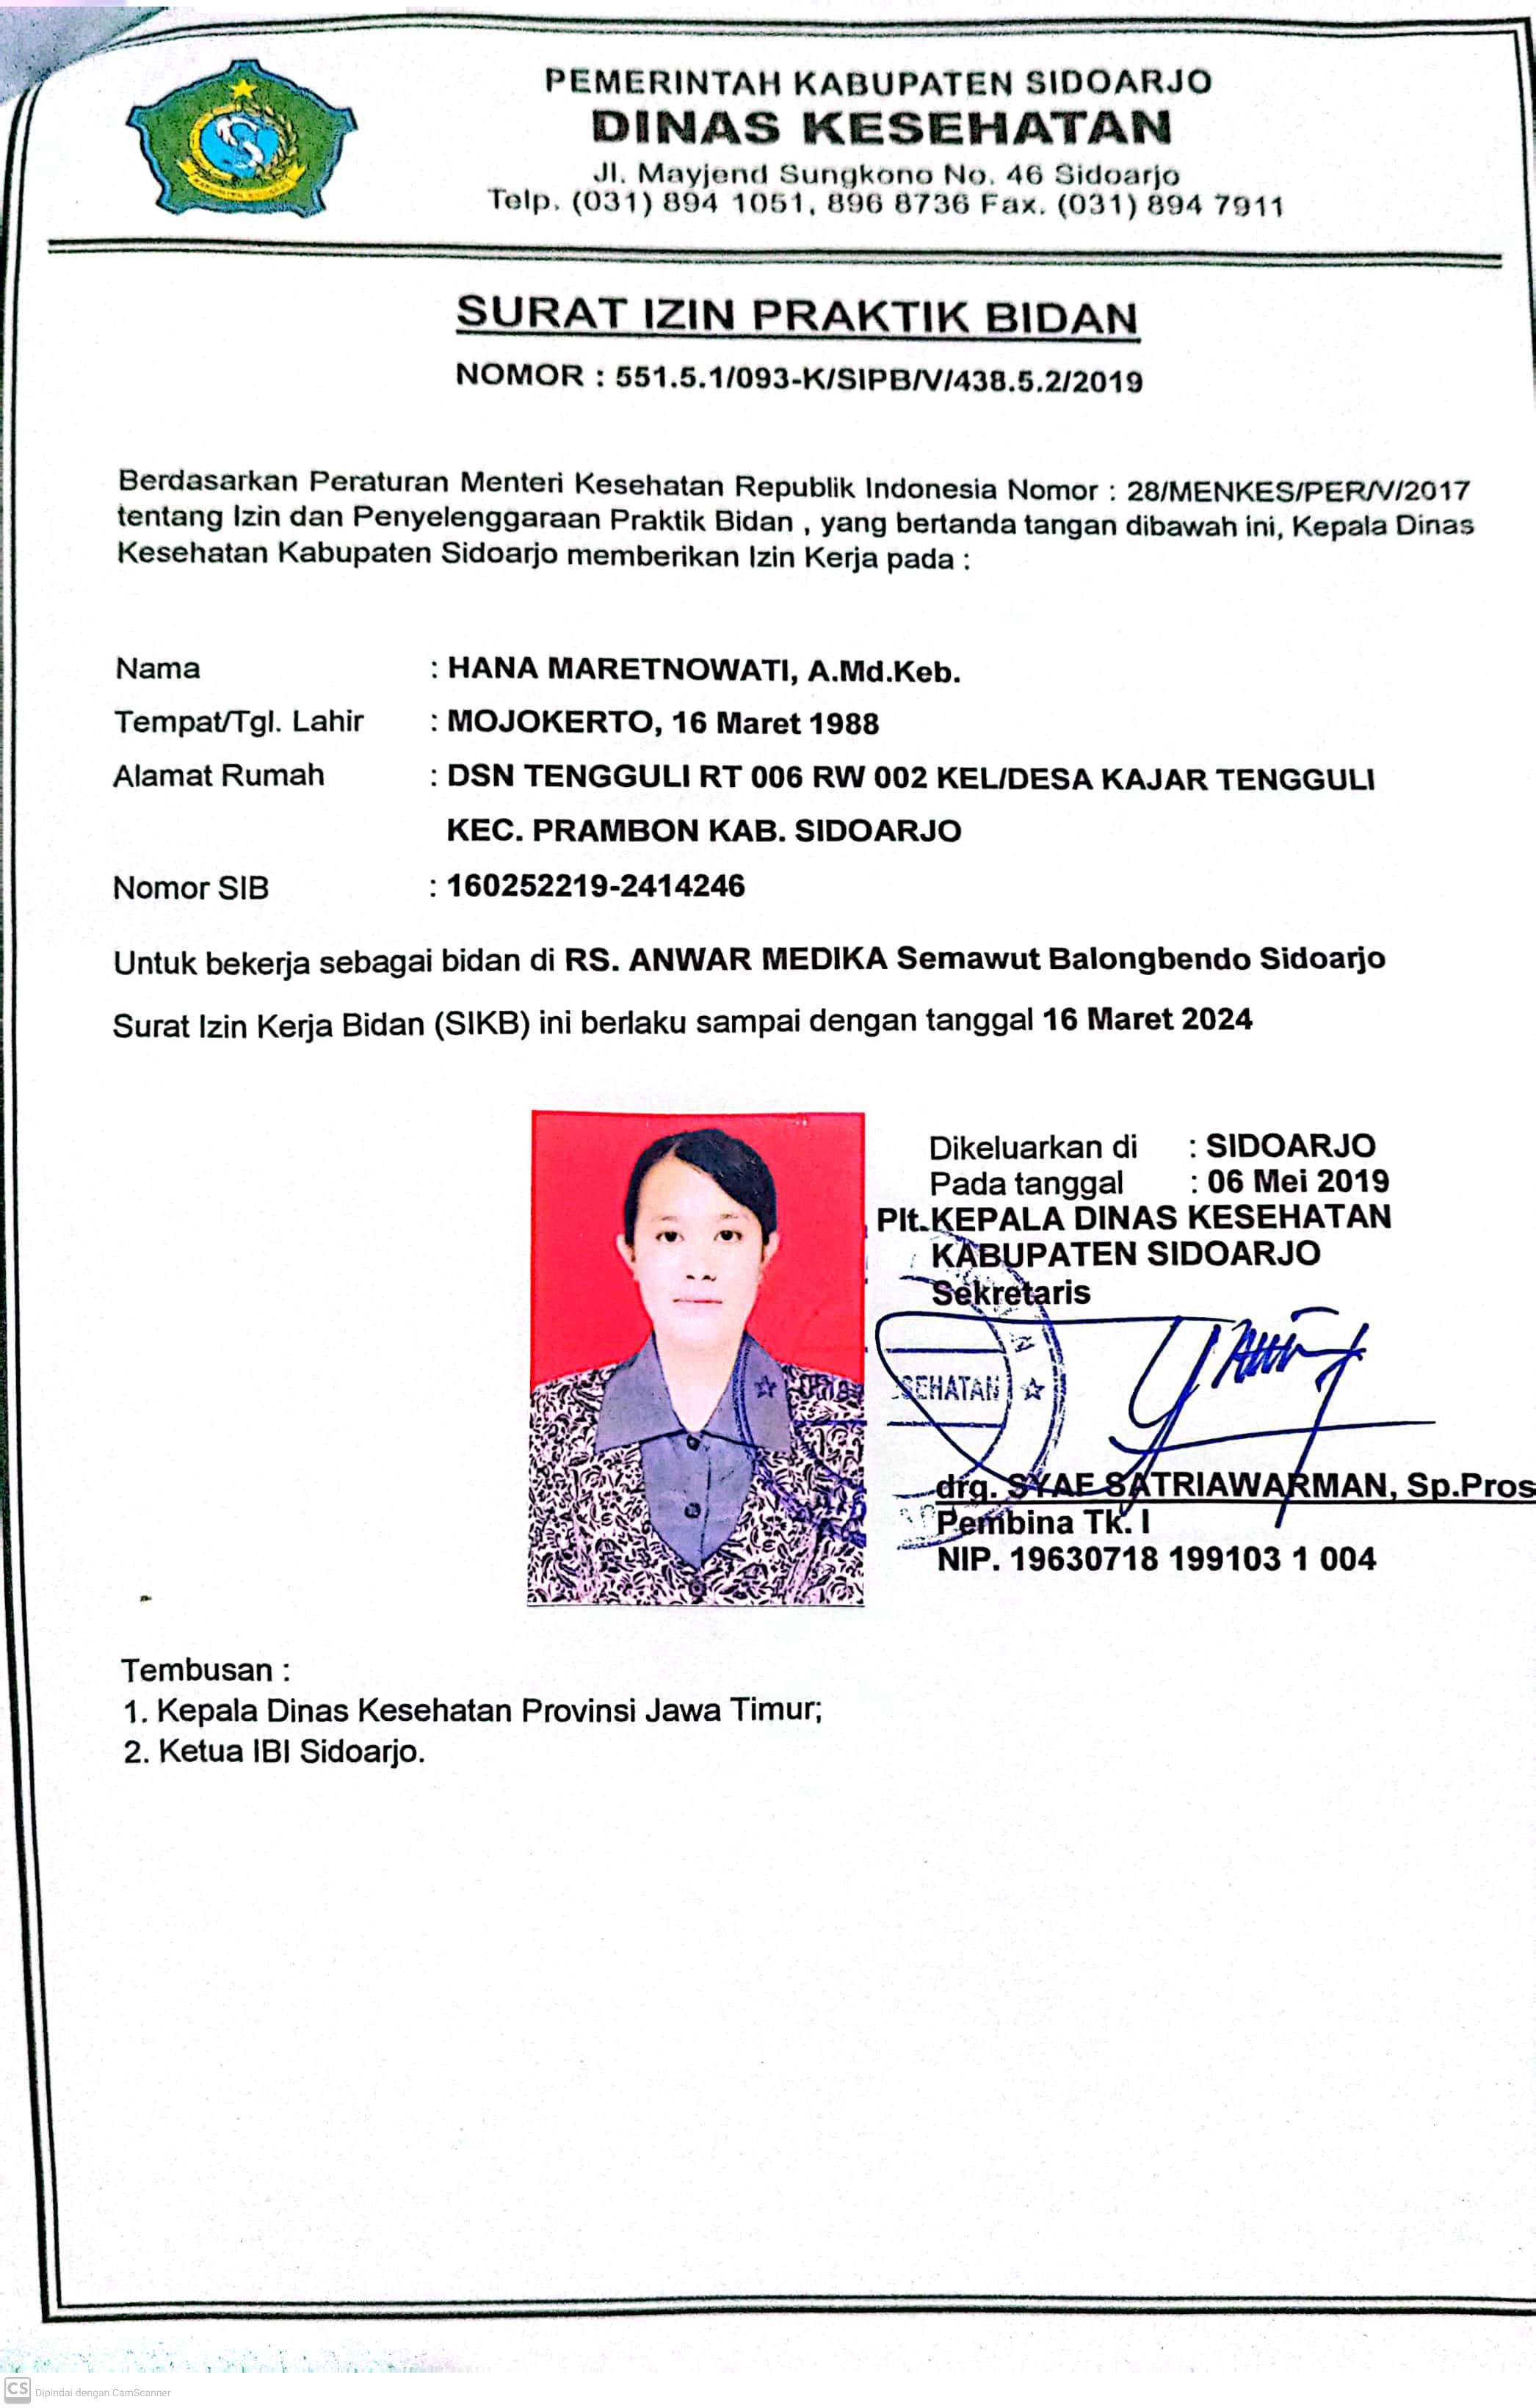 PEMERINTAH KABUPATEN SIDOARJO
DINAS KESEHATAN
Jl. Mayjend Sungkono No. 46 Sidoarjo
Telp. (031) 894 1051, 896 8736 Fax. (031) 894 7911
SURAT IZIN PRAKTIK BIDAN
NOMOR : 551.5.1/093-K/SIPB/V/438.5.2/2019
Berdasarkan Peraturan Menteri Kesehatan Republik Indonesia Nomor : 28/MENKES/PER/V/2017
tentang Izin dan Penyelenggaraan Praktik Bidan , yang bertanda tangan dibawah ini, Kepala Dinas
Kesehatan Kabupaten Sidoarjo memberikan Izin Kerja pada :
Nama : HANA MARETNOWATI, A.Md.Keb.
Tempat/Tgl. Lahir : MOJOKERTO, 16 Maret 1988
Alamat Rumah : DSN TENGGULI RT 006 RW 002 KEL/DESA KAJAR TENGGULI
KEC. PRAMBON KAB. SIDOARJO
Nomor SIB : 160252219-2414246
Untuk bekerja sebagai bidan di RS. ANWAR MEDIKA Semawut Balongbendo Sidoarjo
Surat Izin Kerja Bidan (SIKB) ini berlaku sampai dengan tanggal 16 Maret 2024
Dikeluarkan di : SIDOARJO
Pada tanggal : 06 Mei 2019
Plt.KEPALA DINAS KESEHATAN
KABUPATEN SIDOARJO
Sekretaris
SEHATAN
drg. SYAF SATRIAWARMAN, Sp.Pros
Pembina Tk. I
NIP. 19630718 199103 1 004
Tembusan :
1. Kepala Dinas Kesehatan Provinsi Jawa Timur;
2. Ketua IBI Sidoarjo.
CS Dipindai dengan CamScanner